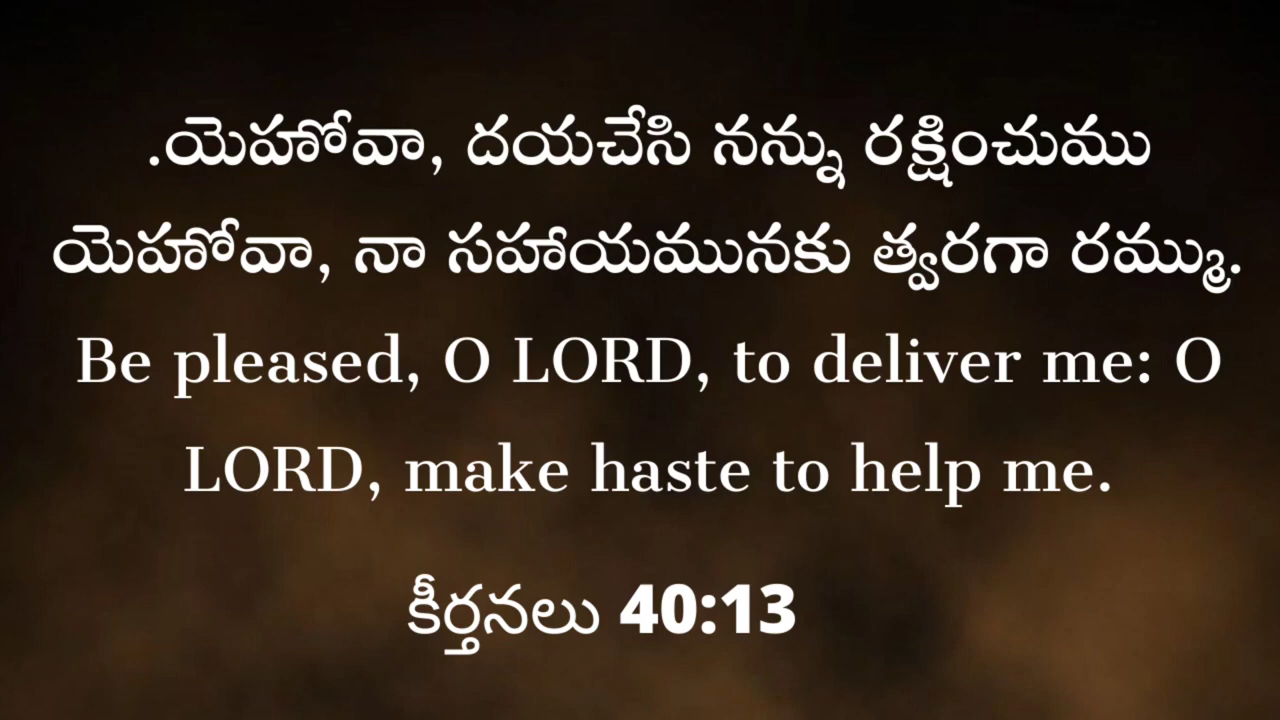 .యెహోవా, దయచేసి నన్ను రక్షించుము
యెహోవా, నా సహాయమునకు త్వరగా రమ్ము.
Be pleased, O LORD, to deliver me: O
LORD, make haste to help me.
కీర్తనలు 40:13